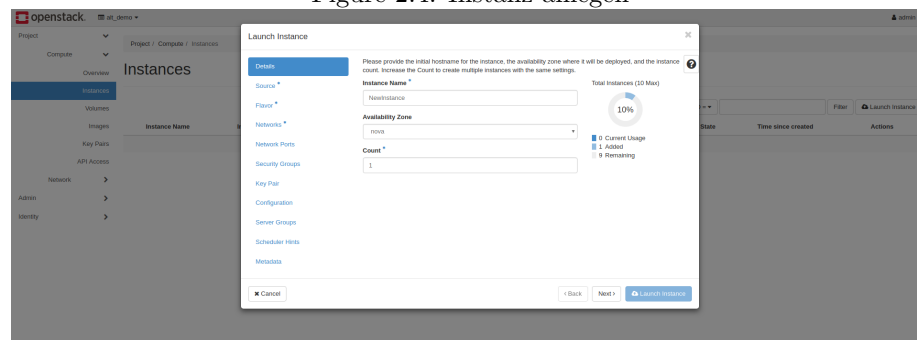 Figure 2.4: Instanz anlegen
openstack. ait_demo admin
Project
Compute
Overview
Instances
Volumes
Images
Key Pairs
API Access
Network
Admin
Identity
Project / Compute / Instances
Instances
Filter Launch Instance
Instance Name State Time since created Actions
Launch Instance
Details
Source *
Flavor *
Networks *
Network Ports
Security Groups
Key Pair
Configuration
Server Groups
Scheduler Hints
Metadata
Please provide the initial hostname for the instance, the availability zone where it will be deployed, and the instance
count. Increase the Count to create multiple instances with the same settings.
Instance Name *
NewInstance
Availability Zone
nova
Count *
1
Total Instances (10 Max)
10%
0 Current Usage
1 Added
9 Remaining
Cancel
< Back Next > Launch Instance